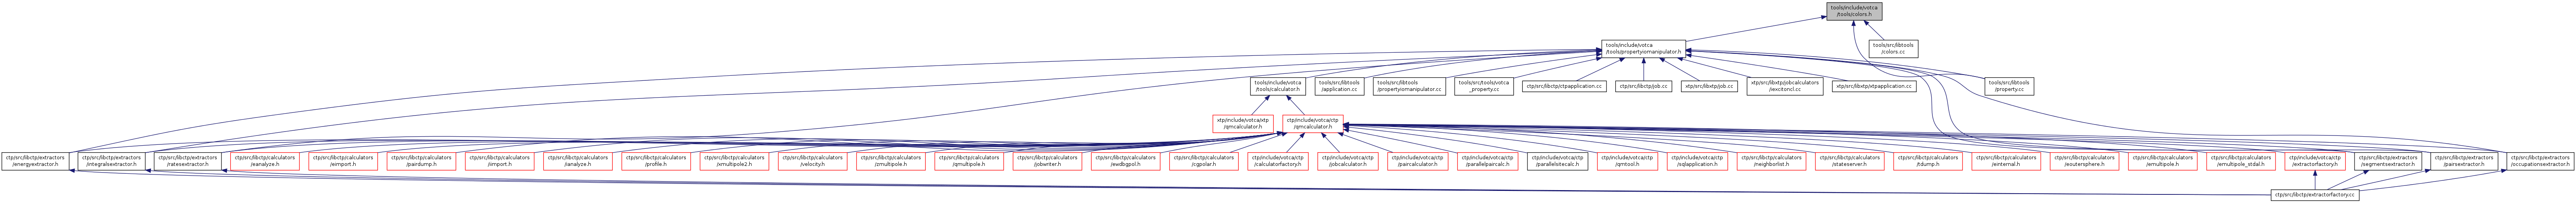 tools/include/votca
/tools/colors.h
tools/include/votca
/tools/propertyiomanipulator.h
tools/src/libtools
/colors.cc
tools/include/votca
/tools/calculator.h
tools/src/libtools
/application.cc
tools/src/libtools
/propertyiomanipulator.cc
tools/src/tools/votca
_property.cc
ctp/src/libctp/ctpapplication.cc
ctp/src/libctp/job.cc
xtp/src/libxtp/job.cc
xtp/src/libxtp/jobcalculators
/iexcitoncl.cc
xtp/src/libxtp/xtpapplication.cc
tools/src/libtools
/property.cc
xtp/include/votca/xtp
/qmcalculator.h
ctp/include/votca/ctp
/qmcalculator.h
ctp/src/libctp/extractors
/energyextractor.h
ctp/src/libctp/extractors
/integralsextractor.h
ctp/src/libctp/extractors
/ratesextractor.h
ctp/src/libctp/calculators
/eanalyze.h
ctp/src/libctp/calculators
/eimport.h
ctp/src/libctp/calculators
/pairdump.h
ctp/src/libctp/calculators
/import.h
ctp/src/libctp/calculators
/ianalyze.h
ctp/src/libctp/calculators
/profile.h
ctp/src/libctp/calculators
/vrmultipole2.h
ctp/src/libctp/calculators
/velocity.h
ctp/src/libctp/calculators
/zmultipole.h
ctp/src/libctp/calculators
/qmultipole.h
ctp/src/libctp/calculators
/jobwriter.h
ctp/src/libctp/calculators
/ewdbgpol.h
ctp/src/libctp/calculators
/cgpolar.h
ctp/include/votca/ctp
/calculatorfactory.h
ctp/include/votca/ctp
/jobcalculator.h
ctp/include/votca/ctp
/paircalculator.h
ctp/include/votca/ctp
/parallelpaircalc.h
ctp/include/votca/ctp
/parallelsitecalc.h
ctp/include/votca/ctp
/qmtool.h
ctp/include/votca/ctp
/sqlapplication.h
ctp/src/libctp/calculators
/neighborlist.h
ctp/src/libctp/calculators
/stateserver.h
ctp/src/libctp/calculators
/tdump.h
ctp/src/libctp/calculators
/einternal.h
ctp/src/libctp/calculators
/eoutersphere.h
ctp/src/libctp/calculators
/emultipole.h
ctp/src/libctp/calculators
/emultipole_stdal.h
ctp/include/votca/ctp
/extractorfactory.h
ctp/src/libctp/extractors
/segmentsextractor.h
ctp/src/libctp/extractors
/pairsextractor.h
ctp/src/libctp/extractors
/occupationsextractor.h
ctp/src/libctp/extractorfactory.cc